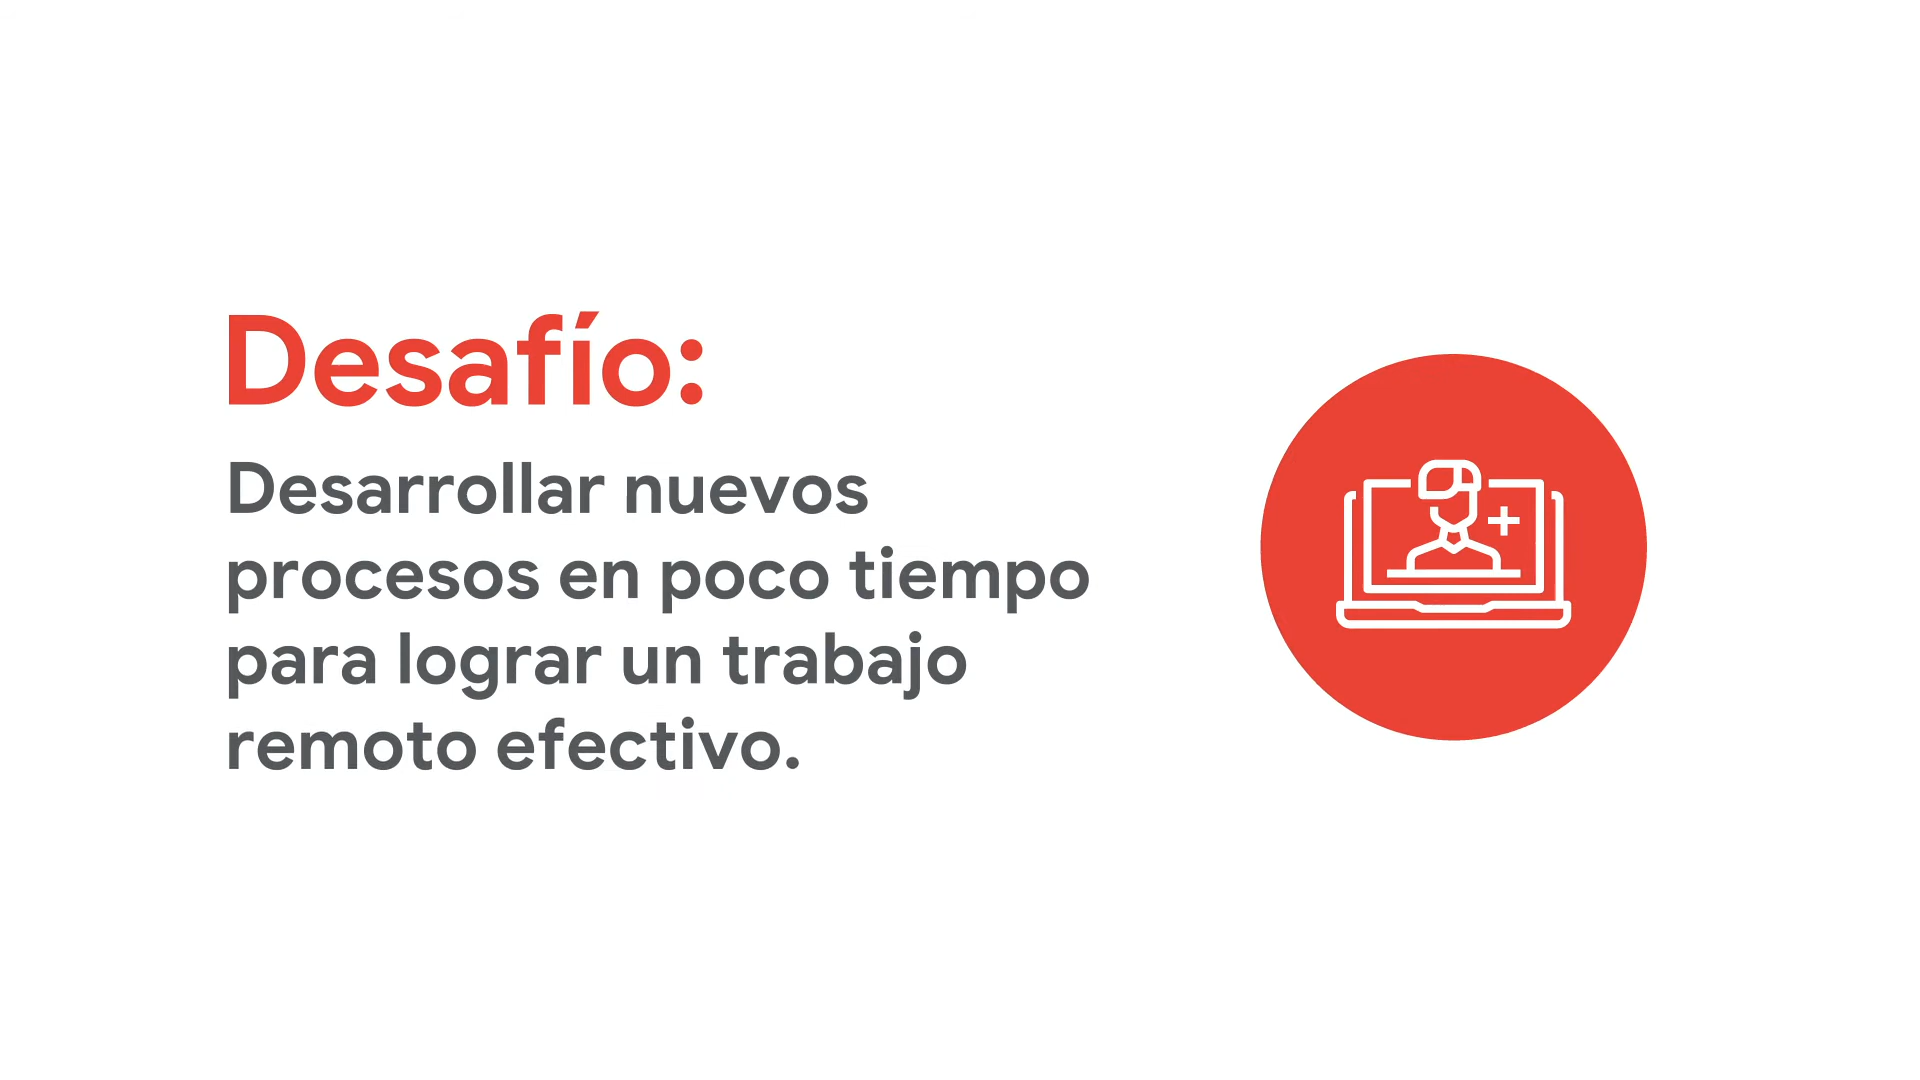 Desafío:
Desarrollar nuevos
procesos en poco tiempo
para lograr un trabajo
remoto efectivo.